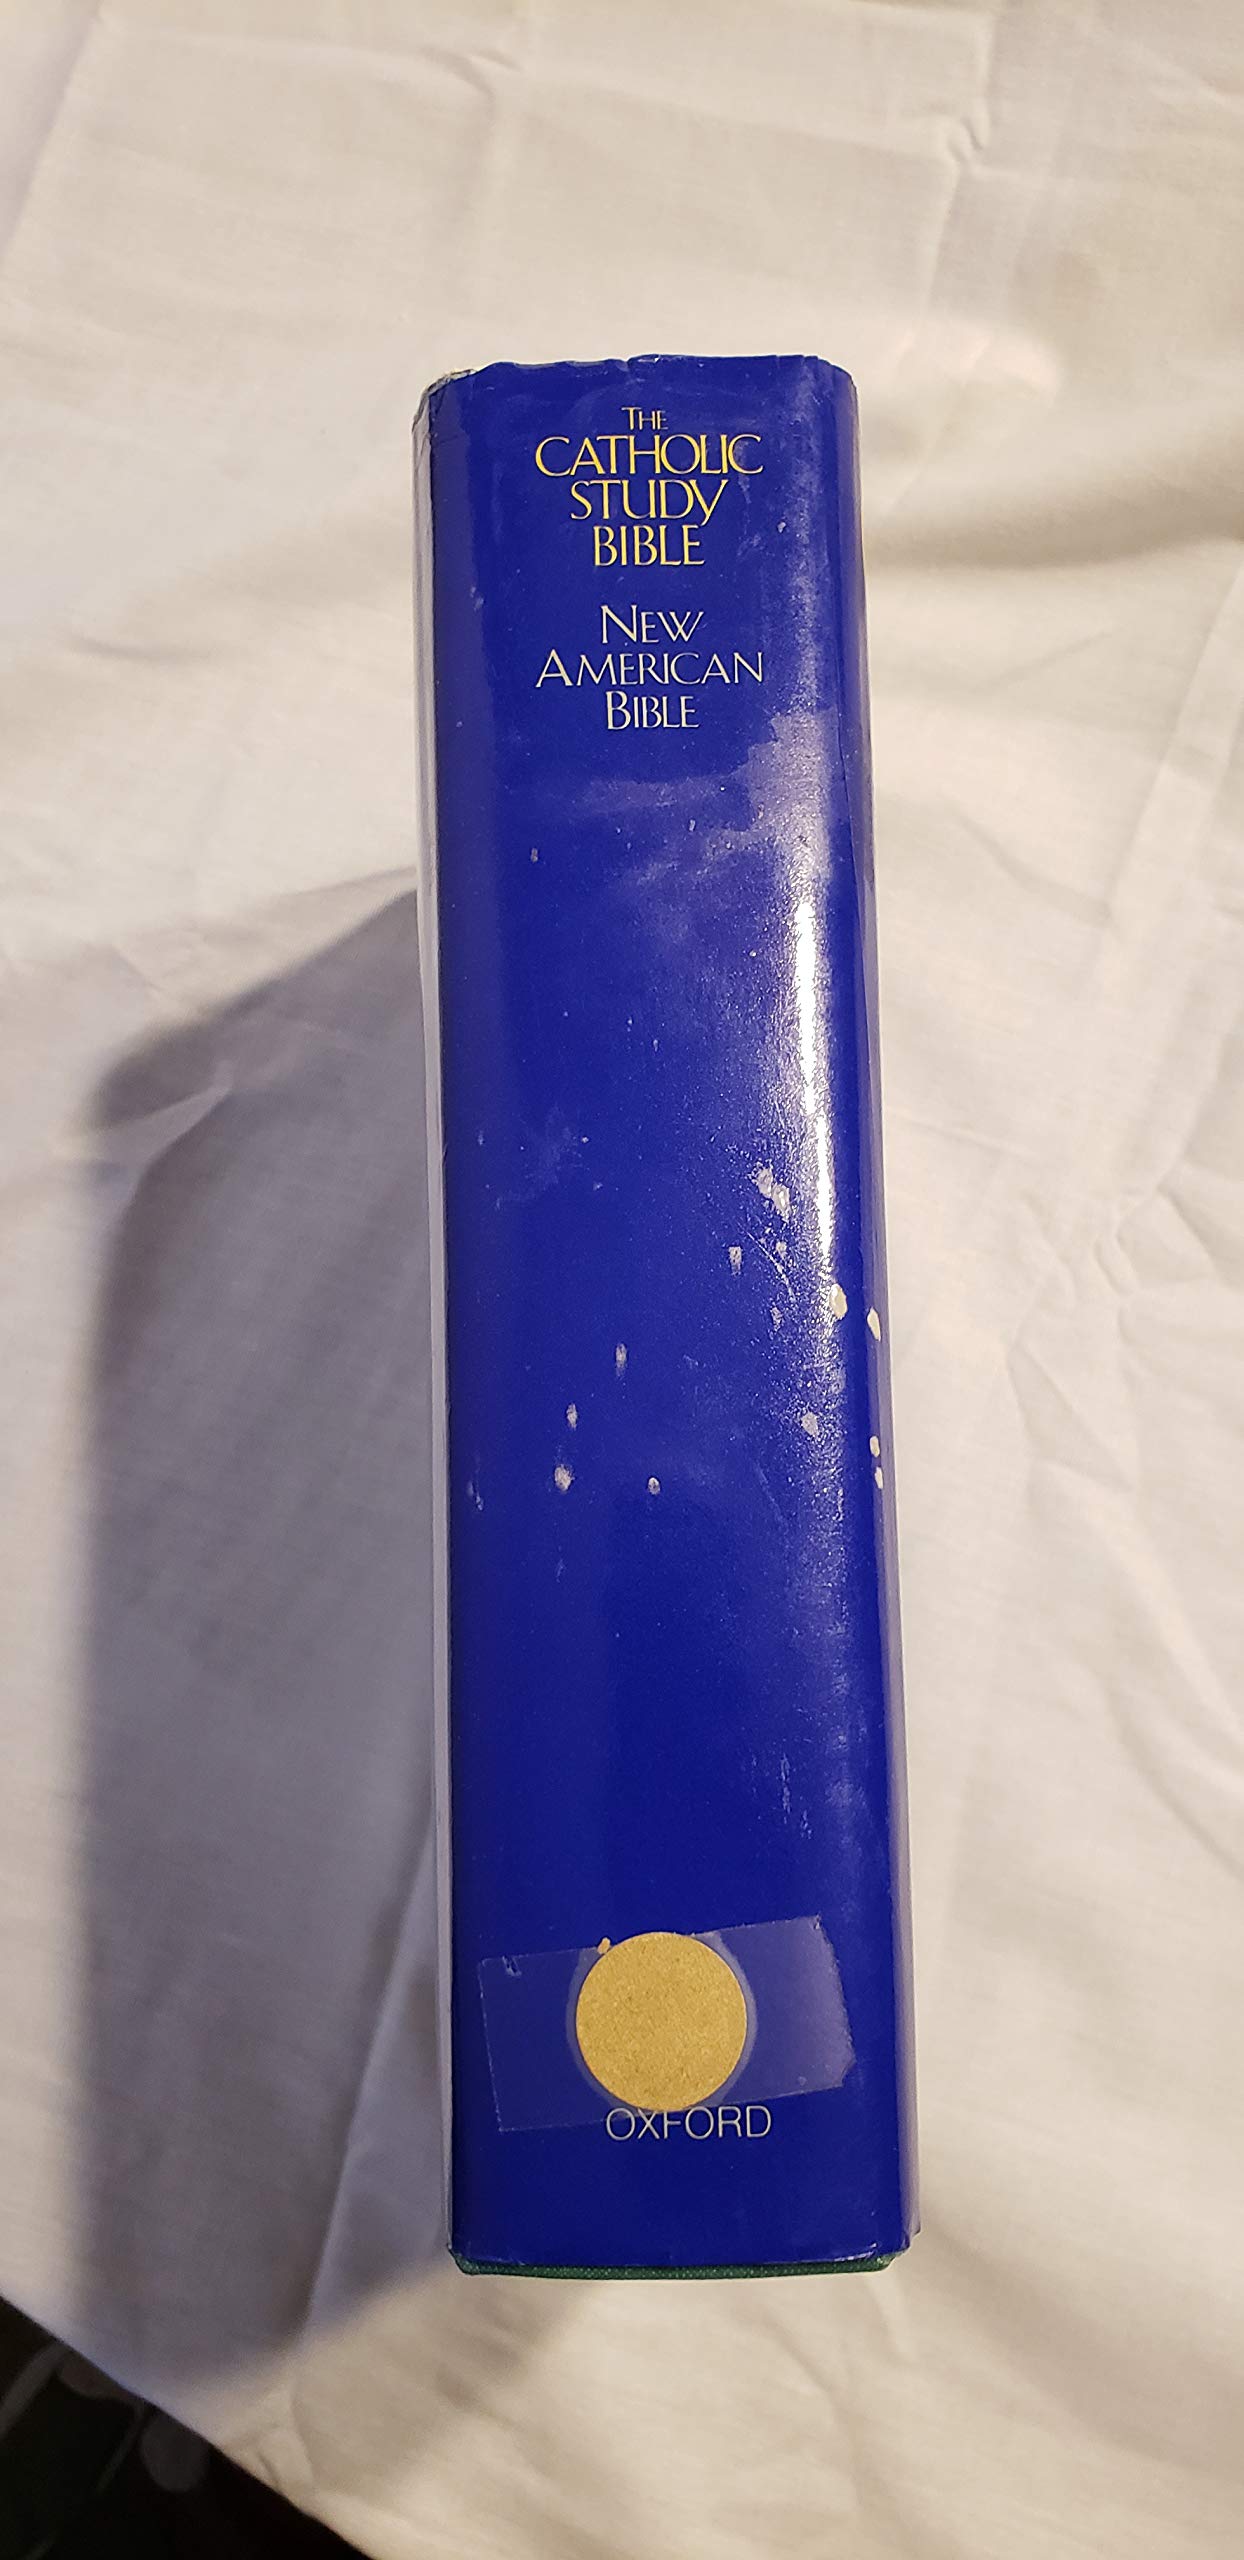 THE
CATHOLIC
STUDY
BIBLE
NEW
AMERICAN
BIBLE
OXFORD